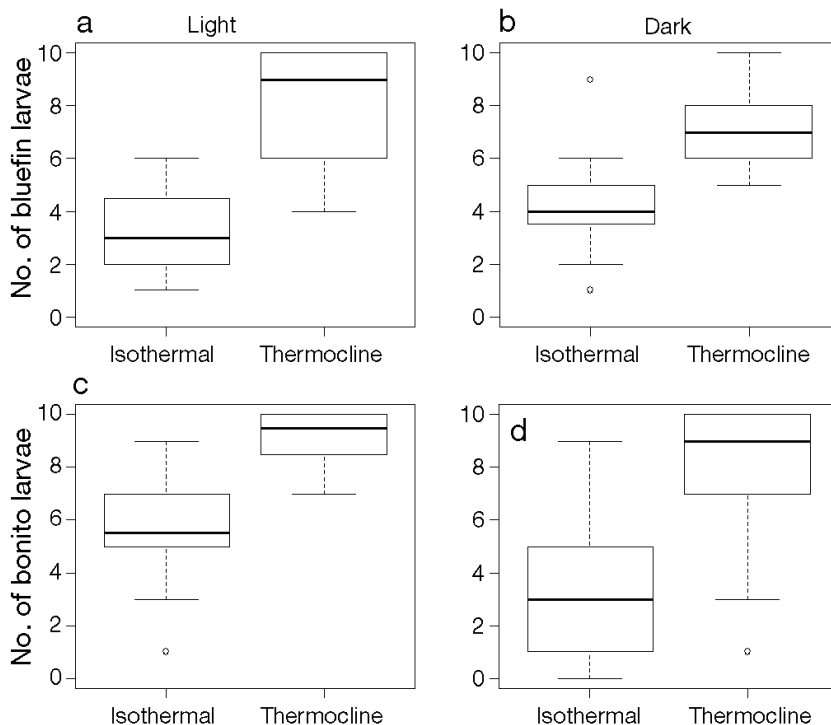 a Light b Dark
No. of bluefin larvae
10 10
8 8
6 6
4 4
2 2
0 0
Isothermal Thermocline Isothermal Thermocline
c d
No. of bonito larvae
10 10
8 8
6 6
4 4
2 2
0 0
Isothermal Thermocline Isothermal Thermocline